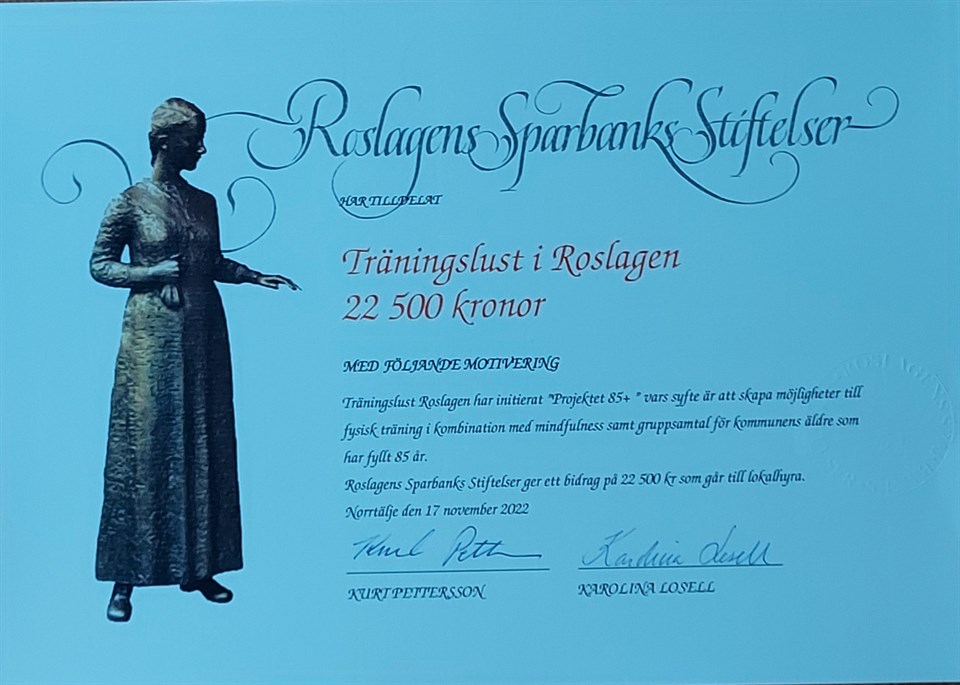 Roslagens Sparbanks Stiftelser
HAR TILLDELAT
Träningslust i Roslagen
22 500 kronor
MED FÖLJANDE MOTIVERING
Träningslust Roslagen har initierat "Projektet 85+ " vars syfte är att skapa möjligheter till
fysisk träning i kombination med mindfulness samt gruppsamtal för kommunens äldre som
har fyllt 85 år.
Roslagens Sparbanks Stiftelser ger ett bidrag på 22 500 kr som går till lokalhyra.
Norrtälje den 17 november 2022
Karolina Losell
KURT PETTERSSON
KAROLINA LOSELL